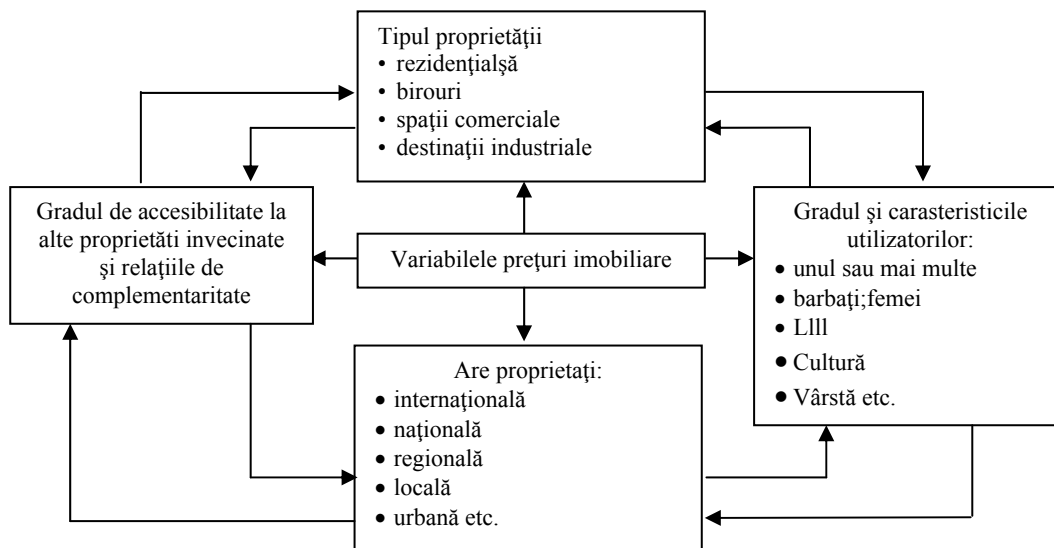 Tipul proprietăţii
• rezidenţialşă
• birouri
• spaţii comerciale
• destinaţii industriale
Gradul de accesibilitate la
alte proprietăti invecinate
şi relaţiile de
complementaritate
Variabilele preţuri imobiliare
Gradul şi carasteristicile
utilizatorilor:
• unul sau mai multe
• barbaţi;femei
• Llll
• Cultură
• Vârstă etc.
Are proprietaţi:
• internaţională
• naţională
• regională
• locală
• urbană etc.